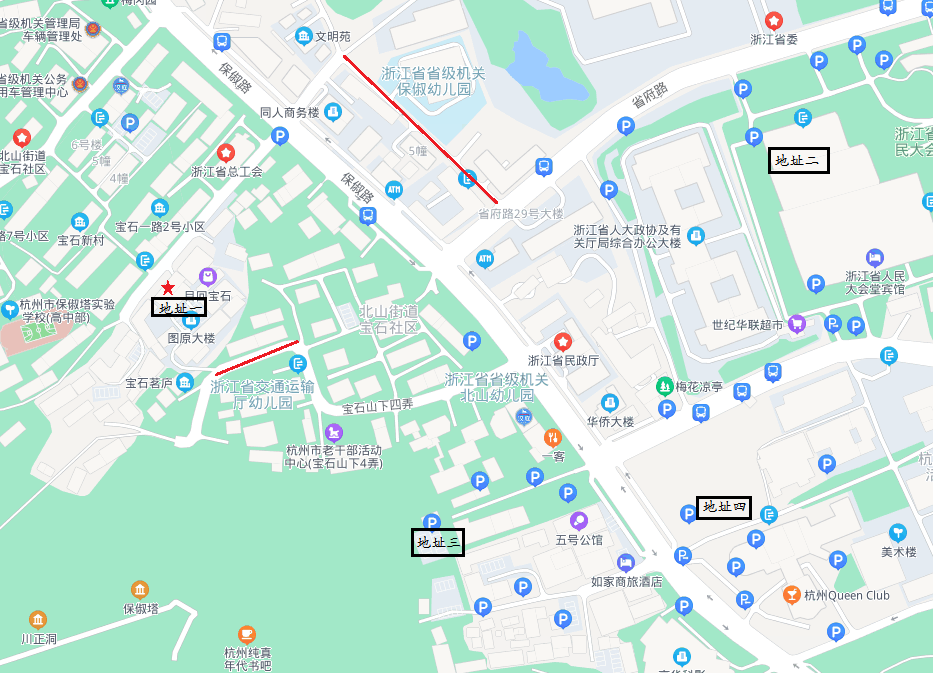 省级机关管理局
车辆管理处
文明苑
浙江省委
保俶路
浙江省省级机关
保俶幼儿园
省级机关公务
用车管理中心
省府路
同人商务楼
6号楼
5幢
4幢
5幢
北山街道
宝石社区
浙江省总工会
地址二
保俶路
ATM
宝石一路2号小区
省府路29号大楼
路7号小区
宝石新村
浙江省人大政协及有
关厅局综合办公大楼
ATM
浙江省人民
大会堂宾馆
地址一
杭州市保俶塔实验
学校(高中部)
北山街道
宝石社区
世纪华联超市
图原大楼
浙江省民政厅
宝石茗庐
浙江省交通运输
厅幼儿园
浙江省省级机关
北山幼儿园
梅花凉亭
宝石山下四弄
华侨大楼
杭州市老干部活动
中心(宝石山下4弄)
一客
地址四
地址三
五号公馆
美术楼
如家商旅酒店
杭州Queen Club
保俶塔
川正洞
杭州纯真
年代书吧